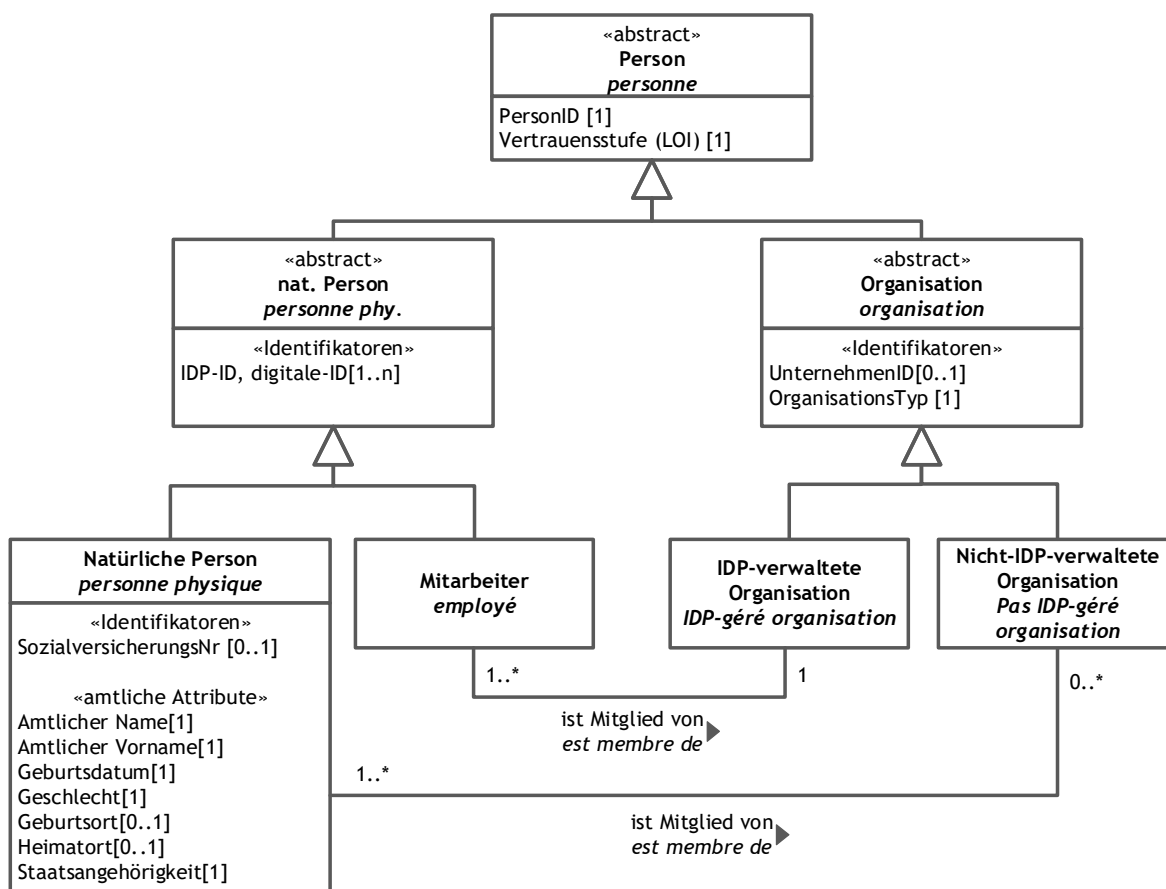 «abstract»
Person
personne
PersonID [1]
Vertrauensstufe (LOI) [1]
«abstract»
nat. Person
personne phy.
«Identifikatoren»
IDP-ID, digitale-ID[1..n]
«abstract»
Organisation
organisation
«Identifikatoren»
UnternehmenID[0..1]
OrganisationsTyp [1]
Natürliche Person
personne physique
«Identifikatoren»
SozialversicherungsNr [0..1]
«amtliche Attribute»
Amtlicher Name[1]
Amtlicher Vorname[1]
Geburtsdatum[1]
Geschlecht[1]
Geburtsort[0..1]
Heimatort[0..1]
Staatsangehörigkeit[1]
Mitarbeiter
employé
IDP-verwaltete
Organisation
IDP-géré organisation
Nicht-IDP-verwaltete
Organisation
Pas IDP-géré
organisation
1..*
1
ist Mitglied von
est membre de
0..*
1..*
ist Mitglied von
est membre de